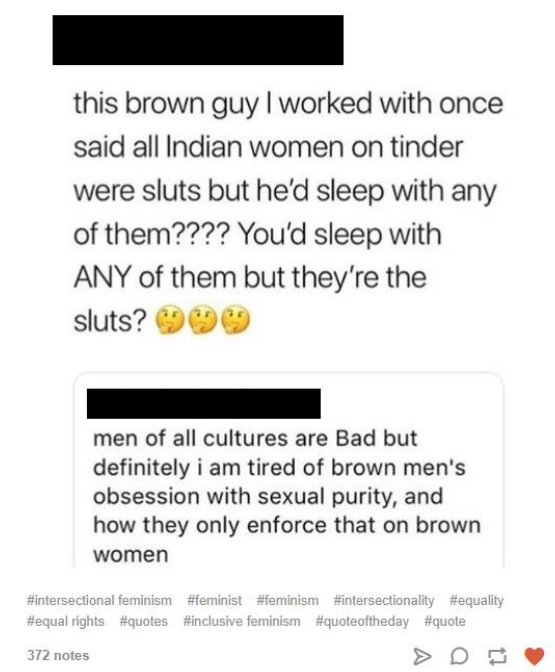 this brown guy I worked with once
said all Indian women on tinder
were sluts but he'd sleep with any
of them???? You'd sleep with
ANY of them but they're the
sluts? 🤔🤔🤔
men of all cultures are Bad but
definitely i am tired of brown men's
obsession with sexual purity, and
how they only enforce that on brown
women
#intersectional feminism #feminist #feminism #intersectionality #equality
#equal rights #quotes #inclusive feminism #quoteoftheday #quote
372 notes